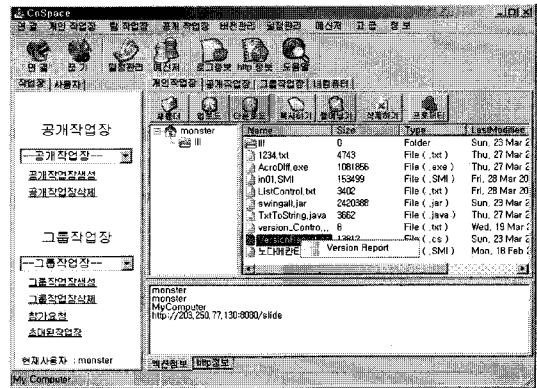 CoSpace
연결 개인작업장 팀작업장 공개작업장 버전관리 일정관리 메신저 고급 정보
연결 끊기 일정관리 메신저 로그정보 http정보 도움말
작업장 사용자
개인작업장 공개작업장 그룹작업장 내컴퓨터
새폴더 업로드 다운로드 복사하기 붙여넣기 삭제하기 프로퍼티
공개작업장
--공개작업장--
공개작업장생성
공개작업장삭제
그룹작업장
--그룹작업장--
그룹작업장생성
그룹작업장삭제
참가요청
초대된작업장
현재사용자 : monster
monster
lll
Name Size Type LastModified
lll 0 Folder Sun, 23 Mar 2
1234.txt 4743 File ( .txt ) Thu, 27 Mar 2
AcroDlff.exe 1081856 File ( .exe ) Thu, 27 Mar 2
in01.SMI 153499 File ( .SMI ) Fri, 28 Mar 20
ListControl.txt 3402 File ( .txt ) Fri, 28 Mar 20
swingall.jar 2420388 File ( .jar ) Sun, 23 Mar 2
TxtToString.java 3662 File ( .java ) Thu, 27 Mar 2
version_Contro... 8 File ( .txt ) Wed, 19 Mar 2
13812 File ( .cs ) Sun, 23 Mar 2
Version Report
( .SMI ) Mon, 18 Feb 2
monster
monster
MyComputer
http://203.250.77.130:8080/slide
액션정보 http정보
My Computer